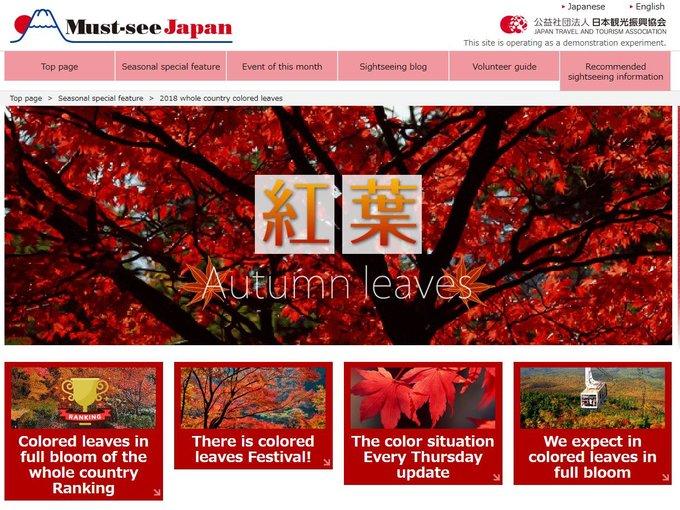 Must-see Japan
Japanese
English
公益社団法人 日本観光振興協会
JAPAN TRAVEL AND TOURISM ASSOCIATION
This site is operating as a demonstration experiment.
Top page
Seasonal special feature
Event of this month
Sightseeing blog
Volunteer guide
Recommended
sightseeing information
Top page > Seasonal special feature > 2018 whole country colored leaves
紅葉
Autumn leaves
RANKING
Colored leaves in
full bloom of the
whole country
Ranking
There is colored
leaves Festival!
The color situation
Every Thursday
update
We expect in
colored leaves in
full bloom